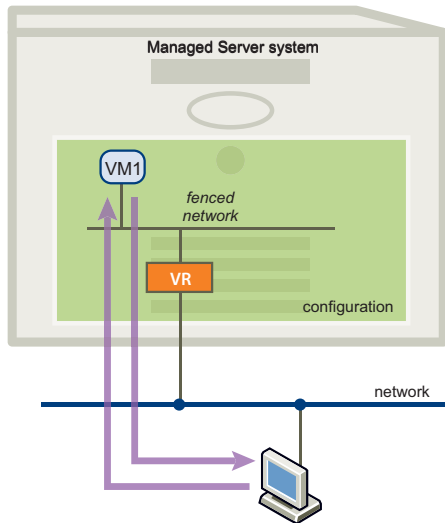 Managed Server system
VM1
fenced
network
VR
configuration
network